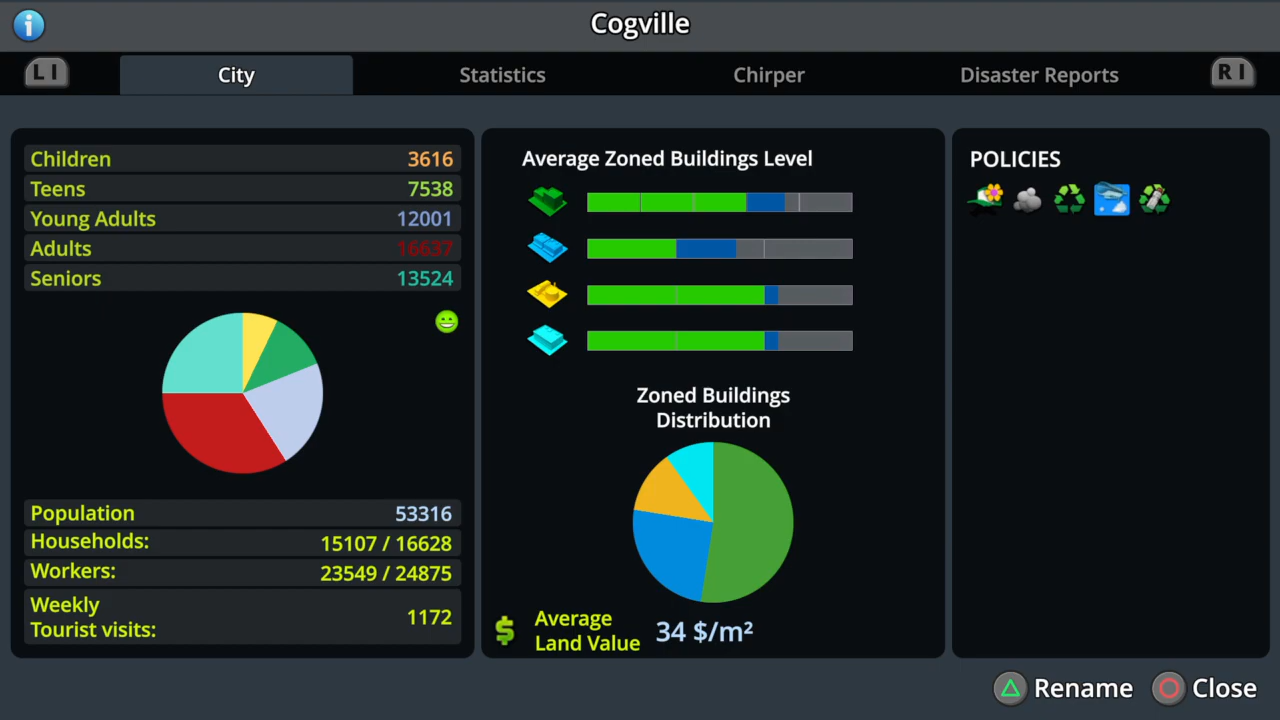 Cogville
L1
City
Statistics
Chirper
Disaster Reports
R1
Children 3616
Teens 7538
Young Adults 12001
Adults 16637
Seniors 13524
Population 53316
Households: 15107 / 16628
Workers: 23549 / 24875
Weekly
Tourist visits: 1172
Average Zoned Buildings Level
Zoned Buildings
Distribution
$ Average
Land Value 34 $/m²
POLICIES
Rename
Close